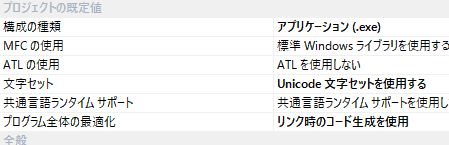 プロジェクトの既定値
構成の種類 アプリケーション (.exe)
MFC の使用 標準 Windows ライブラリを使用する
ATL の使用 ATL を使用しない
文字セット Unicode 文字セットを使用する
共通言語ランタイム サポート 共通言語ランタイム サポートを使用し
プログラム全体の最適化 リンク時のコード生成を使用
全般